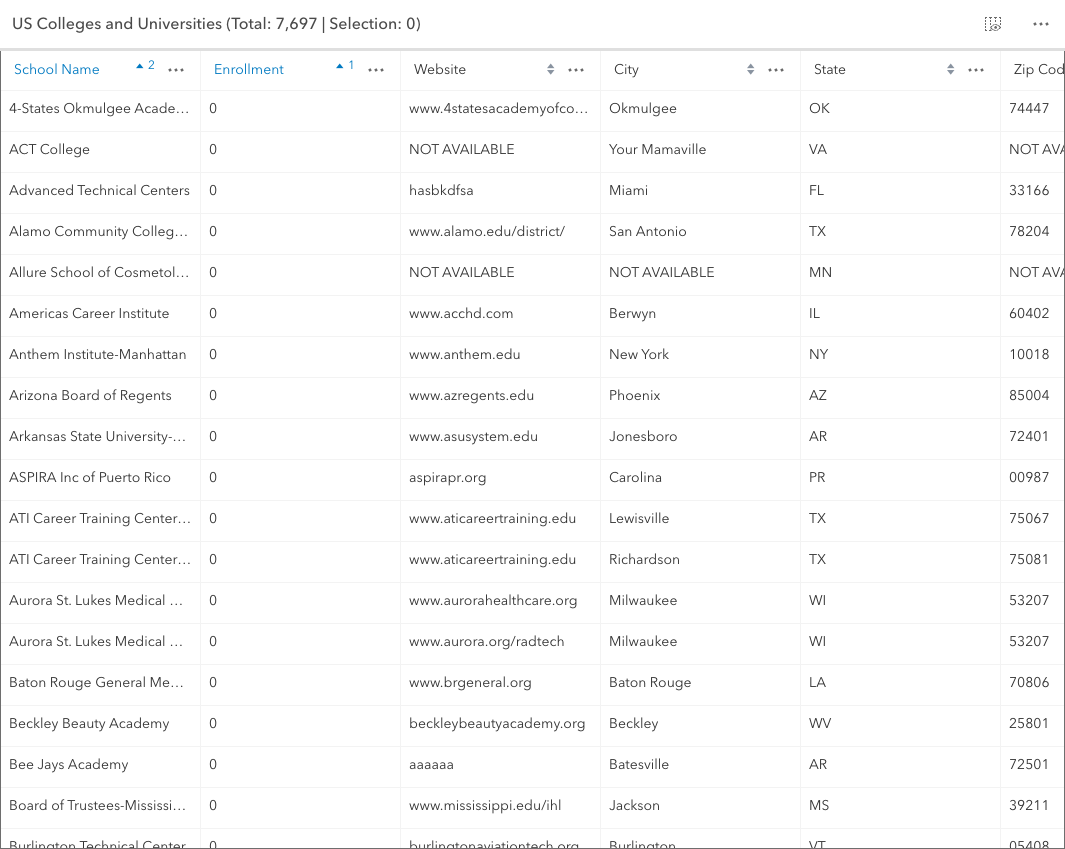 US Colleges and Universities (Total: 7,697 | Selection: 0)
School Name 2 Enrollment 1 Website City State Zip Cod
4-States Okmulgee Acade... 0 www.4statesacademyofco... Okmulgee OK 74447
ACT College 0 NOT AVAILABLE Your Mamaville VA NOT AVA
Advanced Technical Centers 0 hasbkdfsa Miami FL 33166
Alamo Community Colleg... 0 www.alamo.edu/district/ San Antonio TX 78204
Allure School of Cosmetol... 0 NOT AVAILABLE NOT AVAILABLE MN NOT AVA
Americas Career Institute 0 www.acchd.com Berwyn IL 60402
Anthem Institute-Manhattan 0 www.anthem.edu New York NY 10018
Arizona Board of Regents 0 www.azregents.edu Phoenix AZ 85004
Arkansas State University-... 0 www.asusystem.edu Jonesboro AR 72401
ASPIRA Inc of Puerto Rico 0 aspirapr.org Carolina PR 00987
ATI Career Training Center... 0 www.aticareertraining.edu Lewisville TX 75067
ATI Career Training Center... 0 www.aticareertraining.edu Richardson TX 75081
Aurora St. Lukes Medical ... 0 www.aurorahealthcare.org Milwaukee WI 53207
Aurora St. Lukes Medical ... 0 www.aurora.org/radtech Milwaukee WI 53207
Baton Rouge General Me... 0 www.brgeneral.org Baton Rouge LA 70806
Beckley Beauty Academy 0 beckleybeautyacademy.org Beckley WV 25801
Bee Jays Academy 0 aaaaaa Batesville AR 72501
Board of Trustees-Mississi... 0 www.mississippi.edu/ihl Jackson MS 39211
Burlington Technical Center 0 burlingtonaviationtech.org Burlington VT 05408